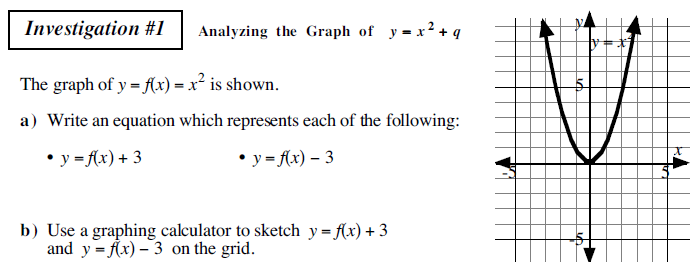 Investigation #1
Analyzing the Graph of y = x² + q
The graph of y = f(x) = x² is shown.
a) Write an equation which represents each of the following:
• y = f(x) + 3
• y = f(x) – 3
b) Use a graphing calculator to sketch y = f(x) + 3
and y = f(x) – 3 on the grid.
y
y = x²
5
x
-5
5
-5